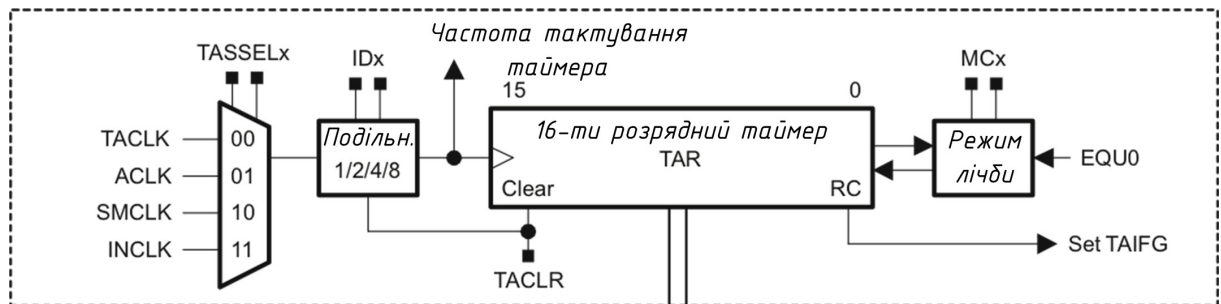 Частота тактування
таймера
TASSELx
IDx
MCx
15
0
TACLK
00
Подільн.
1/2/4/8
16-ти розрядний таймер
TAR
Режим
лічби
EQU0
ACLK
01
SMCLK
10
Clear
RC
INCLK
11
Set TAIFG
TACLR